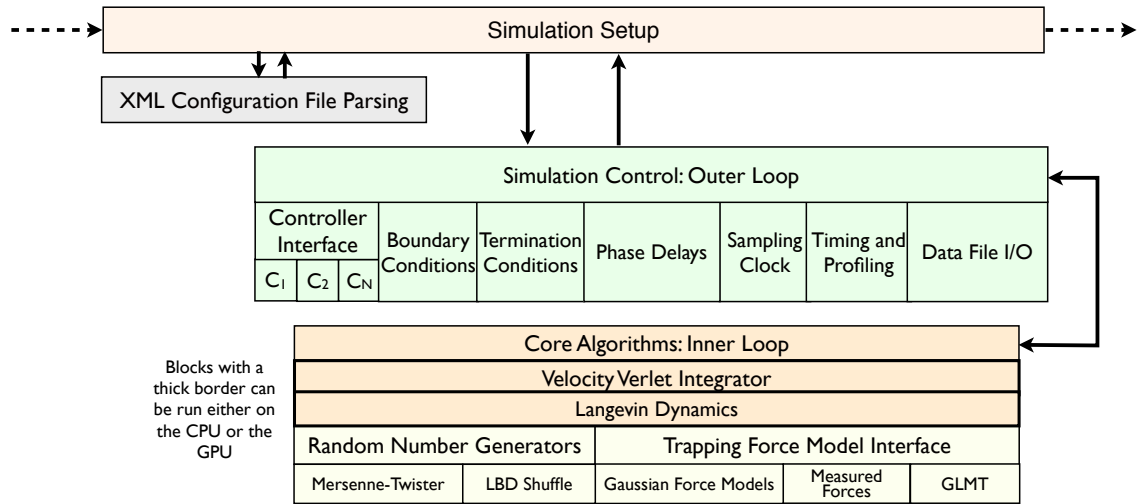 Simulation Setup
XML Configuration File Parsing
Simulation Control: Outer Loop
Controller
Interface
C1 C2 CN
Boundary
Conditions
Termination
Conditions
Phase Delays
Sampling
Clock
Timing and
Profiling
Data File I/O
Core Algorithms: Inner Loop
Velocity Verlet Integrator
Langevin Dynamics
Blocks with a
thick border can
be run either on
the CPU or the
GPU
Random Number Generators
Trapping Force Model Interface
Mersenne-Twister
LBD Shuffle
Gaussian Force Models
Measured
Forces
GLMT